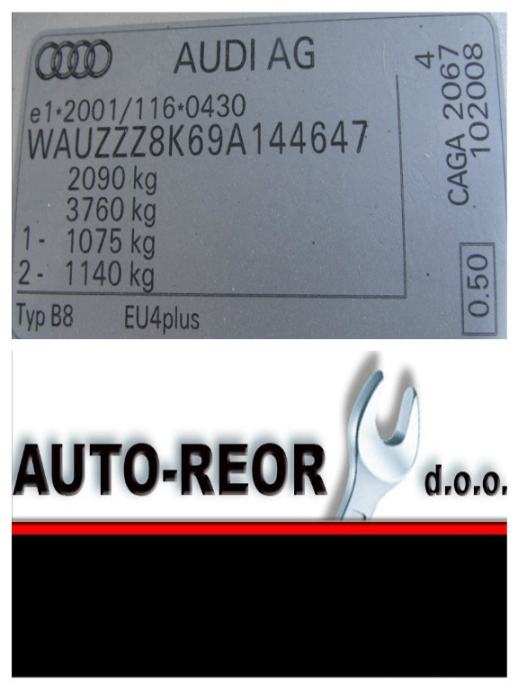 AUDI AG
e1*2001/116*0430
WAUZZZ8K69A144647
2090 kg
3760 kg
1- 1075 kg
2- 1140 kg
Typ B8 EU4plus
4
CAGA 2067
102008
0.50
AUTO-REOR d.o.o.